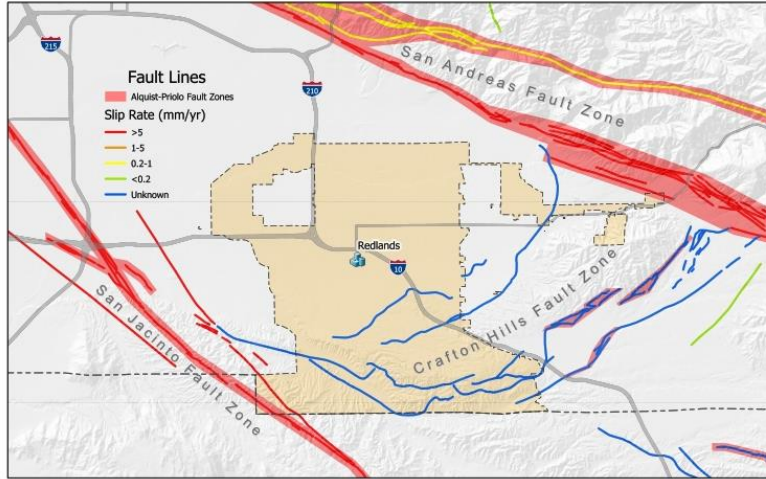 215
210
Fault Lines
Alquist-Priolo Fault Zones
Slip Rate (mm/yr)
>5
1-5
0.2-1
<0.2
Unknown
San Andreas Fault Zone
Redlands
10
Crafton Hills Fault Zone
San Jacinto Fault Zone